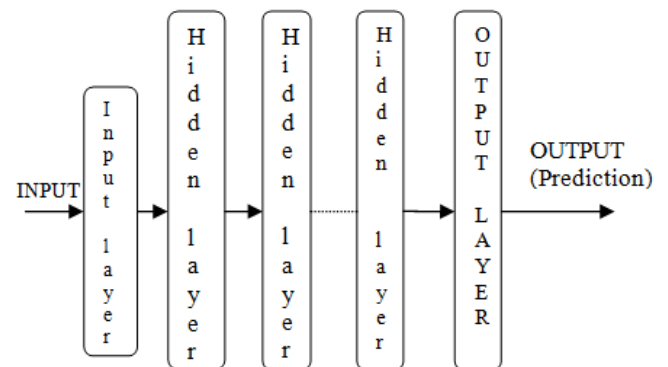 INPUT
Input layer
Hidden layer
Hidden layer
Hidden layer
OUTPUT LAYER
OUTPUT
(Prediction)